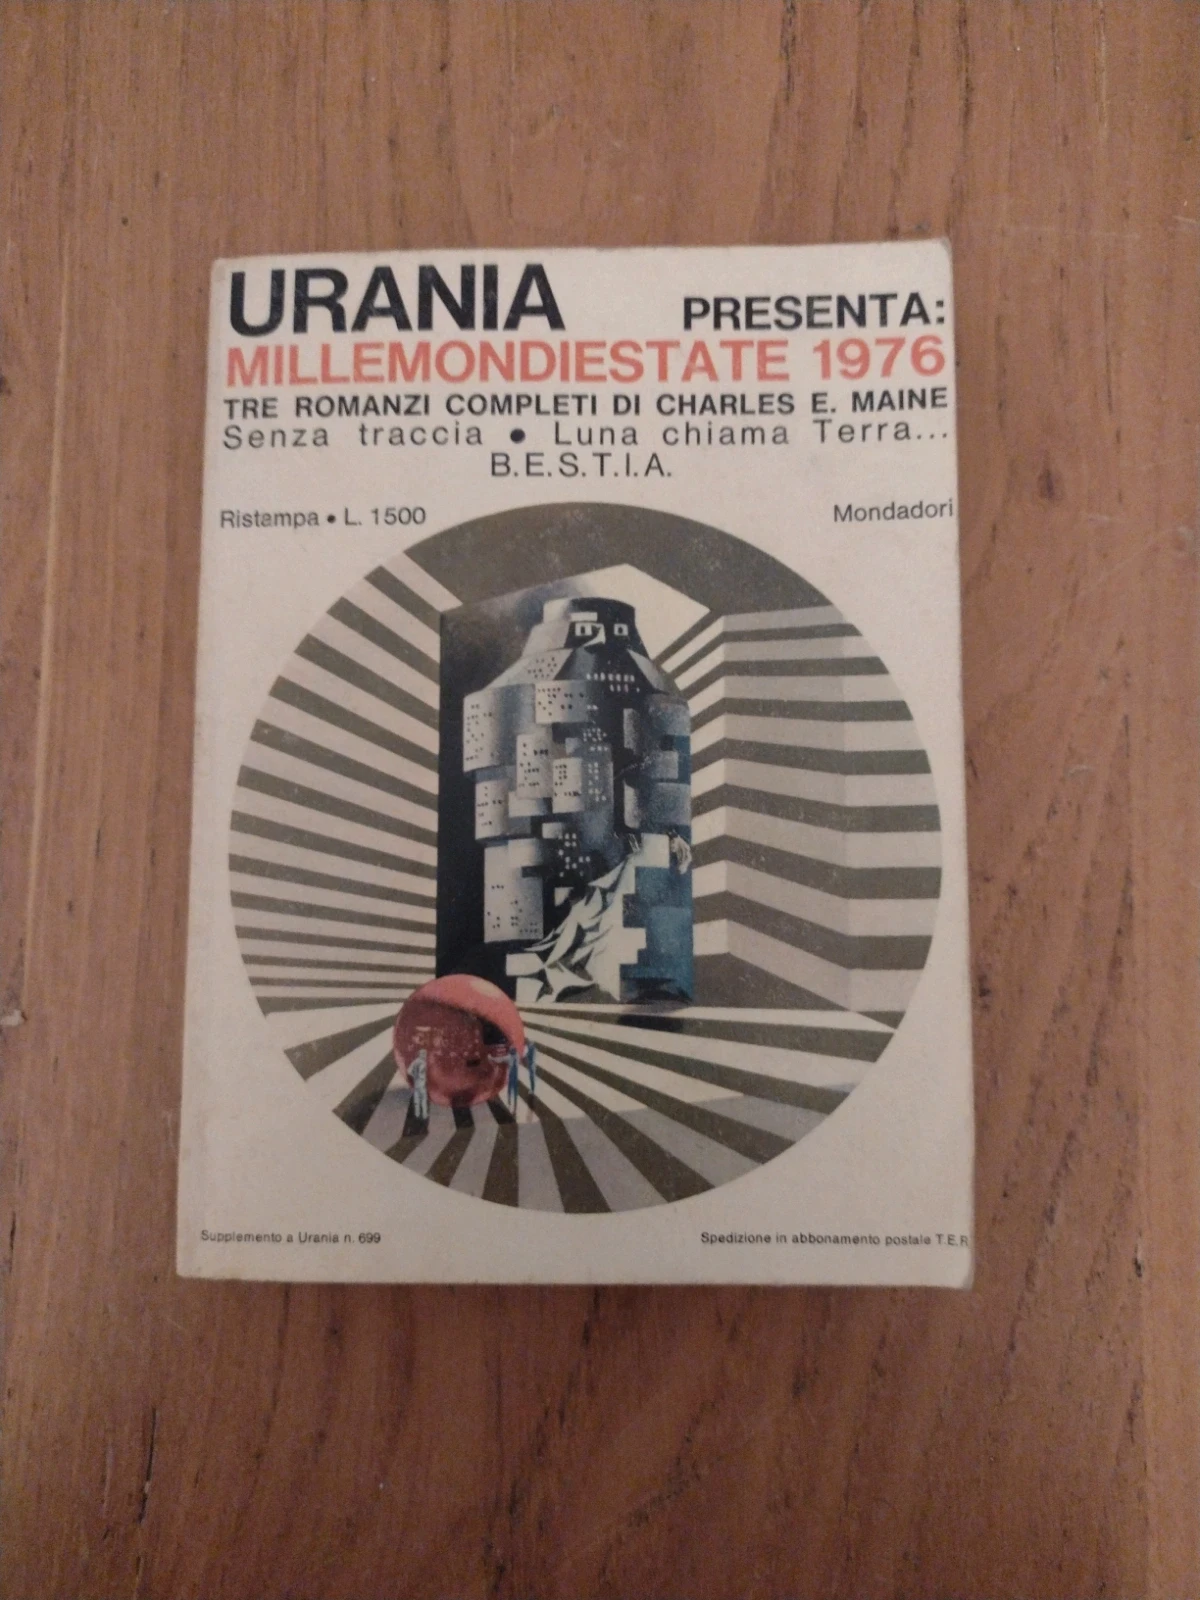 URANIA PRESENTA:
MILLEMONDIESTATE 1976
TRE ROMANZI COMPLETI DI CHARLES E. MAINE
Senza traccia • Luna chiama Terra...
B.E.S.T.I.A.
Ristampa • L. 1500
Mondadori
Supplemento a Urania n. 699
Spedizione in abbonamento postale T.E.R